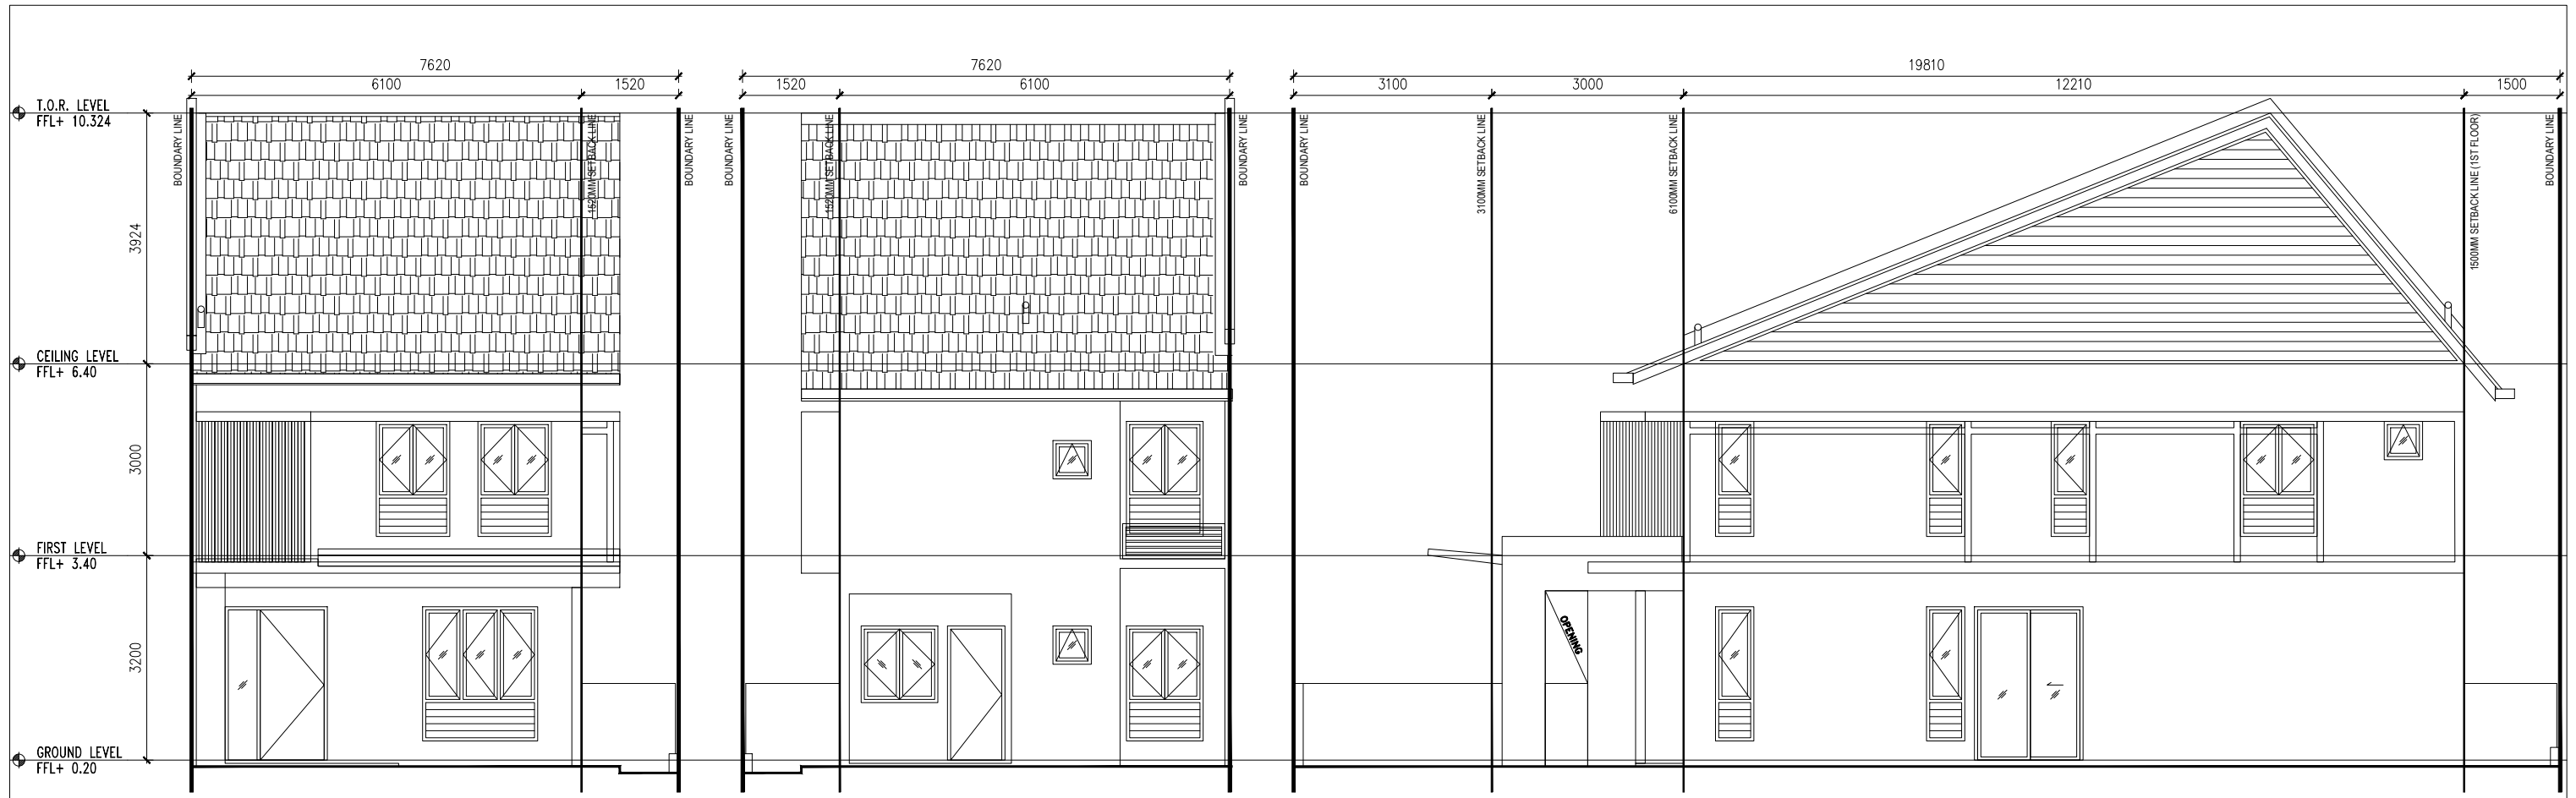 7620
7620
19810
6100
1520
1520
6100
3100
3000
12210
1500
T.O.R. LEVEL
FFL+ 10.324
BOUNDARY LINE
1520MM SETBACK LINE
BOUNDARY LINE
BOUNDARY LINE
1520MM SETBACK LINE
BOUNDARY LINE
BOUNDARY LINE
3100MM SETBACK LINE
6100MM SETBACK LINE
1500MM SETBACK LINE (1ST FLOOR)
BOUNDARY LINE
3924
CEILING LEVEL
FFL+ 6.40
3000
FIRST LEVEL
FFL+ 3.40
OPENING
3200
GROUND LEVEL
FFL+ 0.20